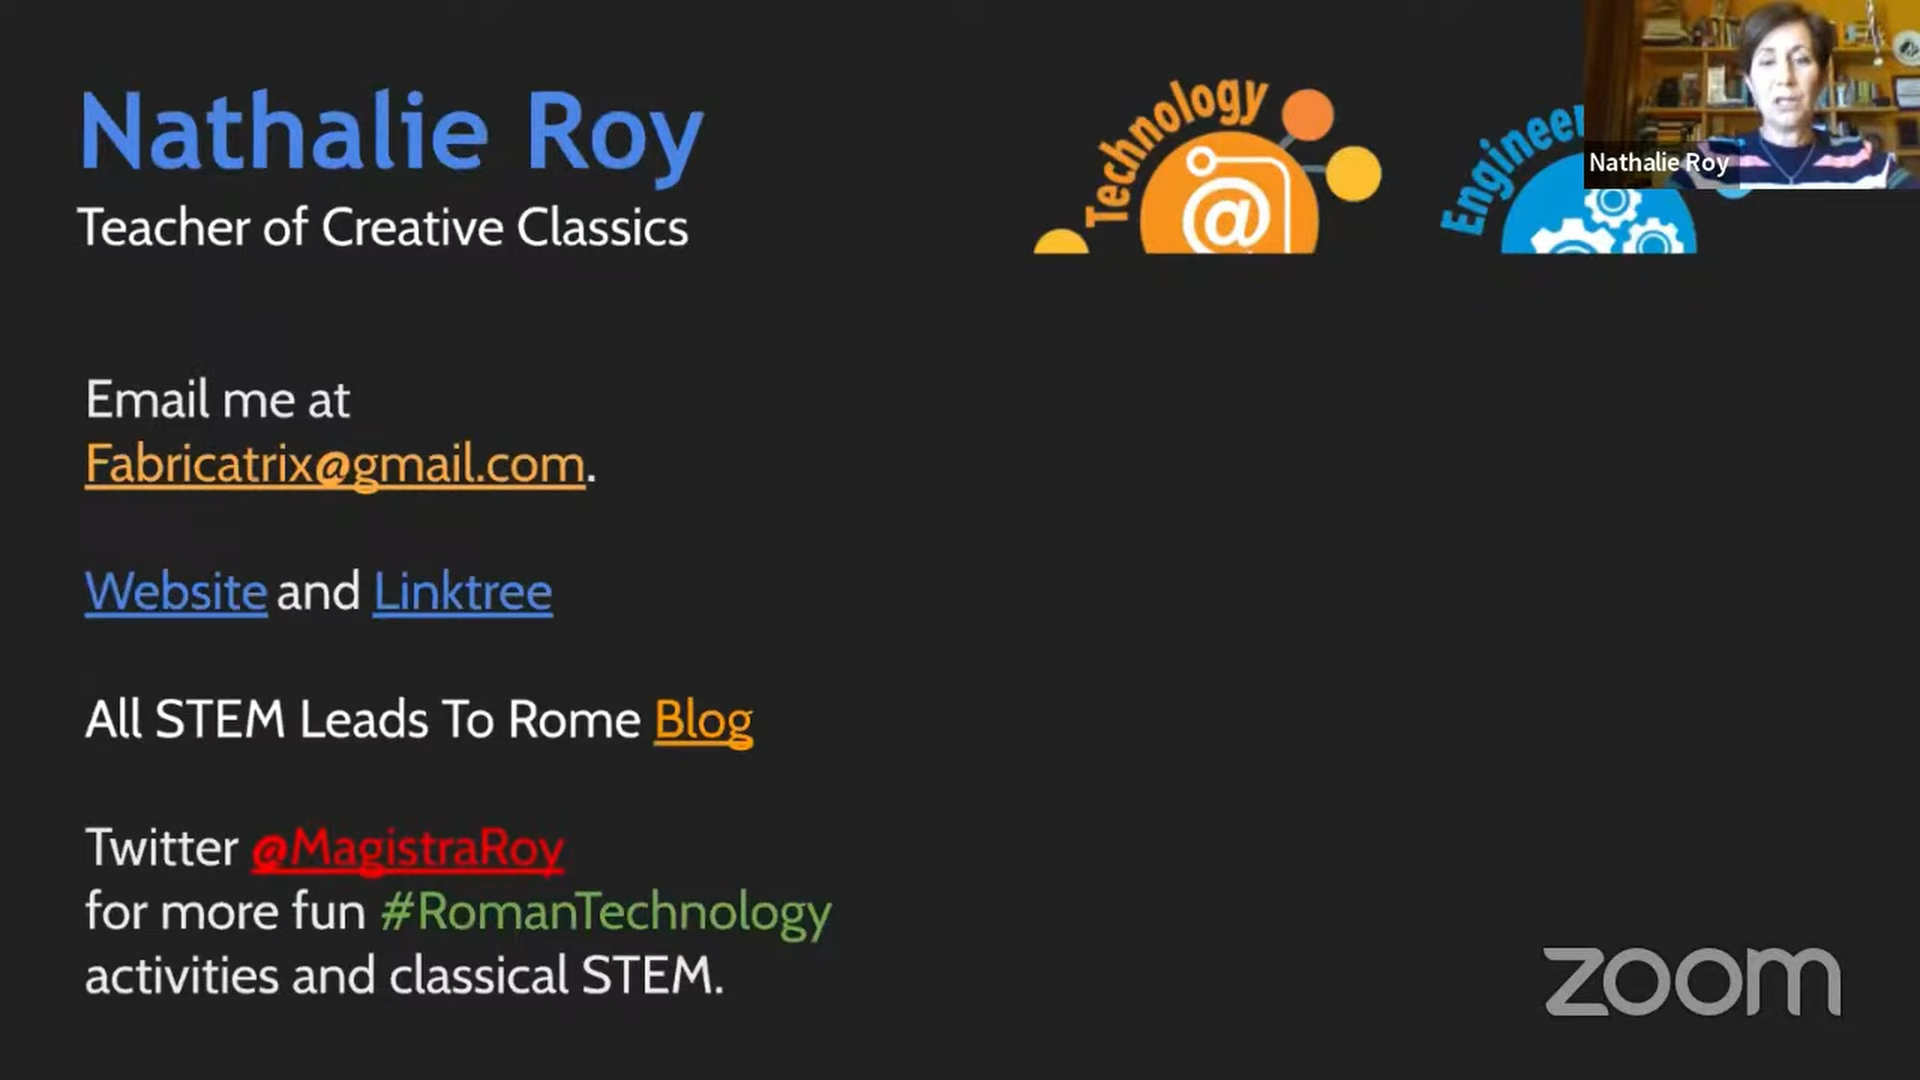 Nathalie Roy
Teacher of Creative Classics
Technology
Engineer
Nathalie Roy
Email me at
Fabricatrix@gmail.com.
Website and Linktree
All STEM Leads To Rome Blog
Twitter @MagistraRoy
for more fun #RomanTechnology
activities and classical STEM.
zoom